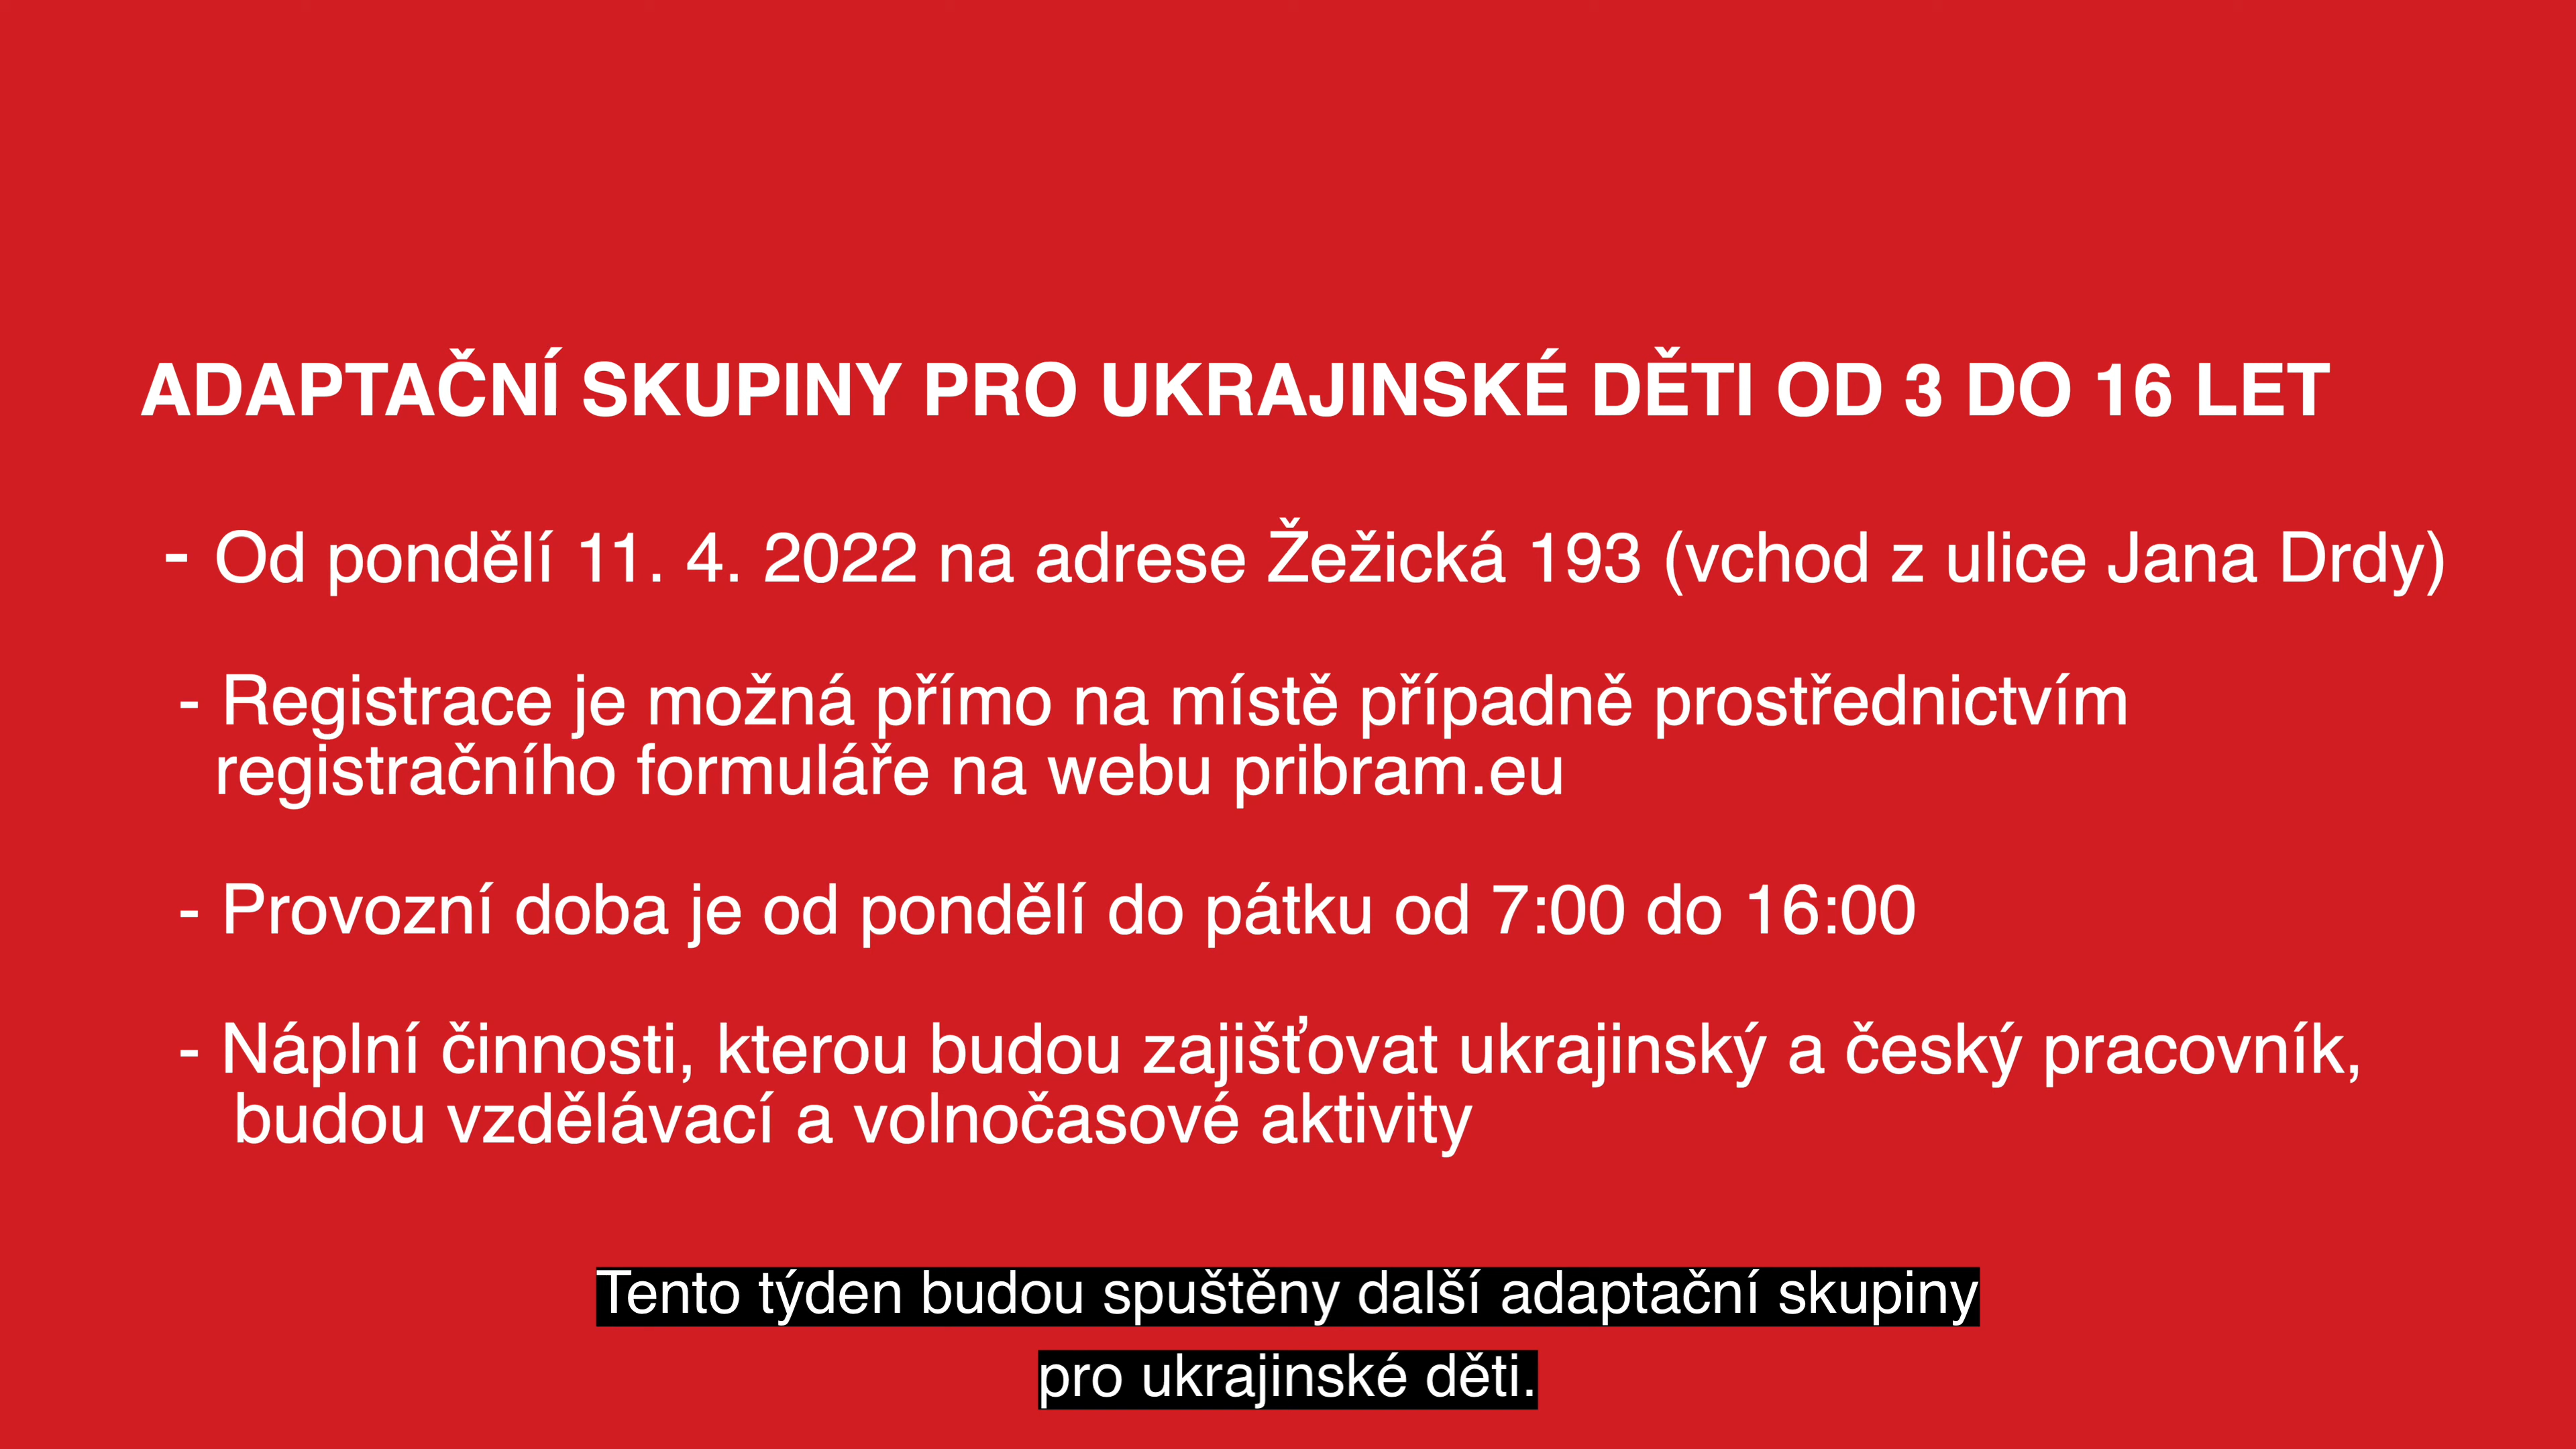 ADAPTAČNÍ SKUPINY PRO UKRAJINSKÉ DĚTI OD 3 DO 16 LET
- Od pondělí 11. 4. 2022 na adrese Žežická 193 (vchod z ulice Jana Drdy)
- Registrace je možná přímo na místě případně prostřednictvím
registračního formuláře na webu pribram.eu
- Provozní doba je od pondělí do pátku od 7:00 do 16:00
- Náplní činnosti, kterou budou zajišťovat ukrajinský a český pracovník,
budou vzdělávací a volnočasové aktivity
Tento týden budou spuštěny další adaptační skupiny
pro ukrajinské děti.